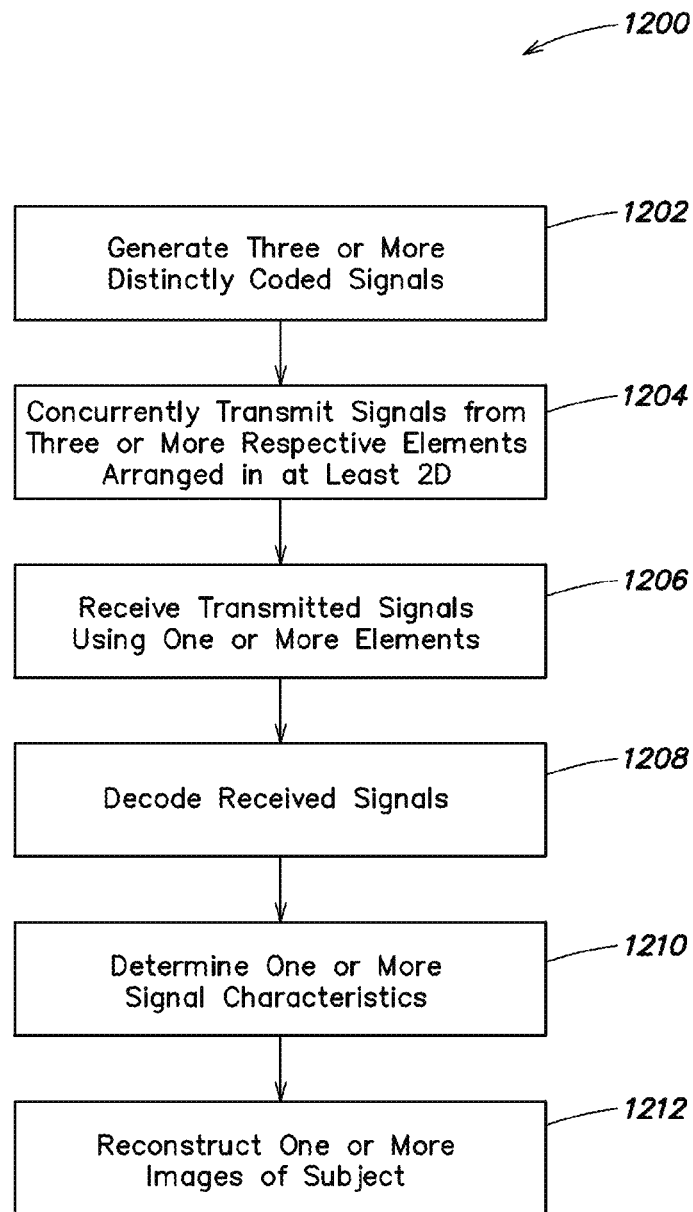 1200
1202
Generate Three or More
Distinctly Coded Signals
1204
Concurrently Transmit Signals from
Three or More Respective Elements
Arranged in at Least 2D
1206
Receive Transmitted Signals
Using One or More Elements
1208
Decode Received Signals
1210
Determine One or More
Signal Characteristics
1212
Reconstruct One or More
Images of Subject